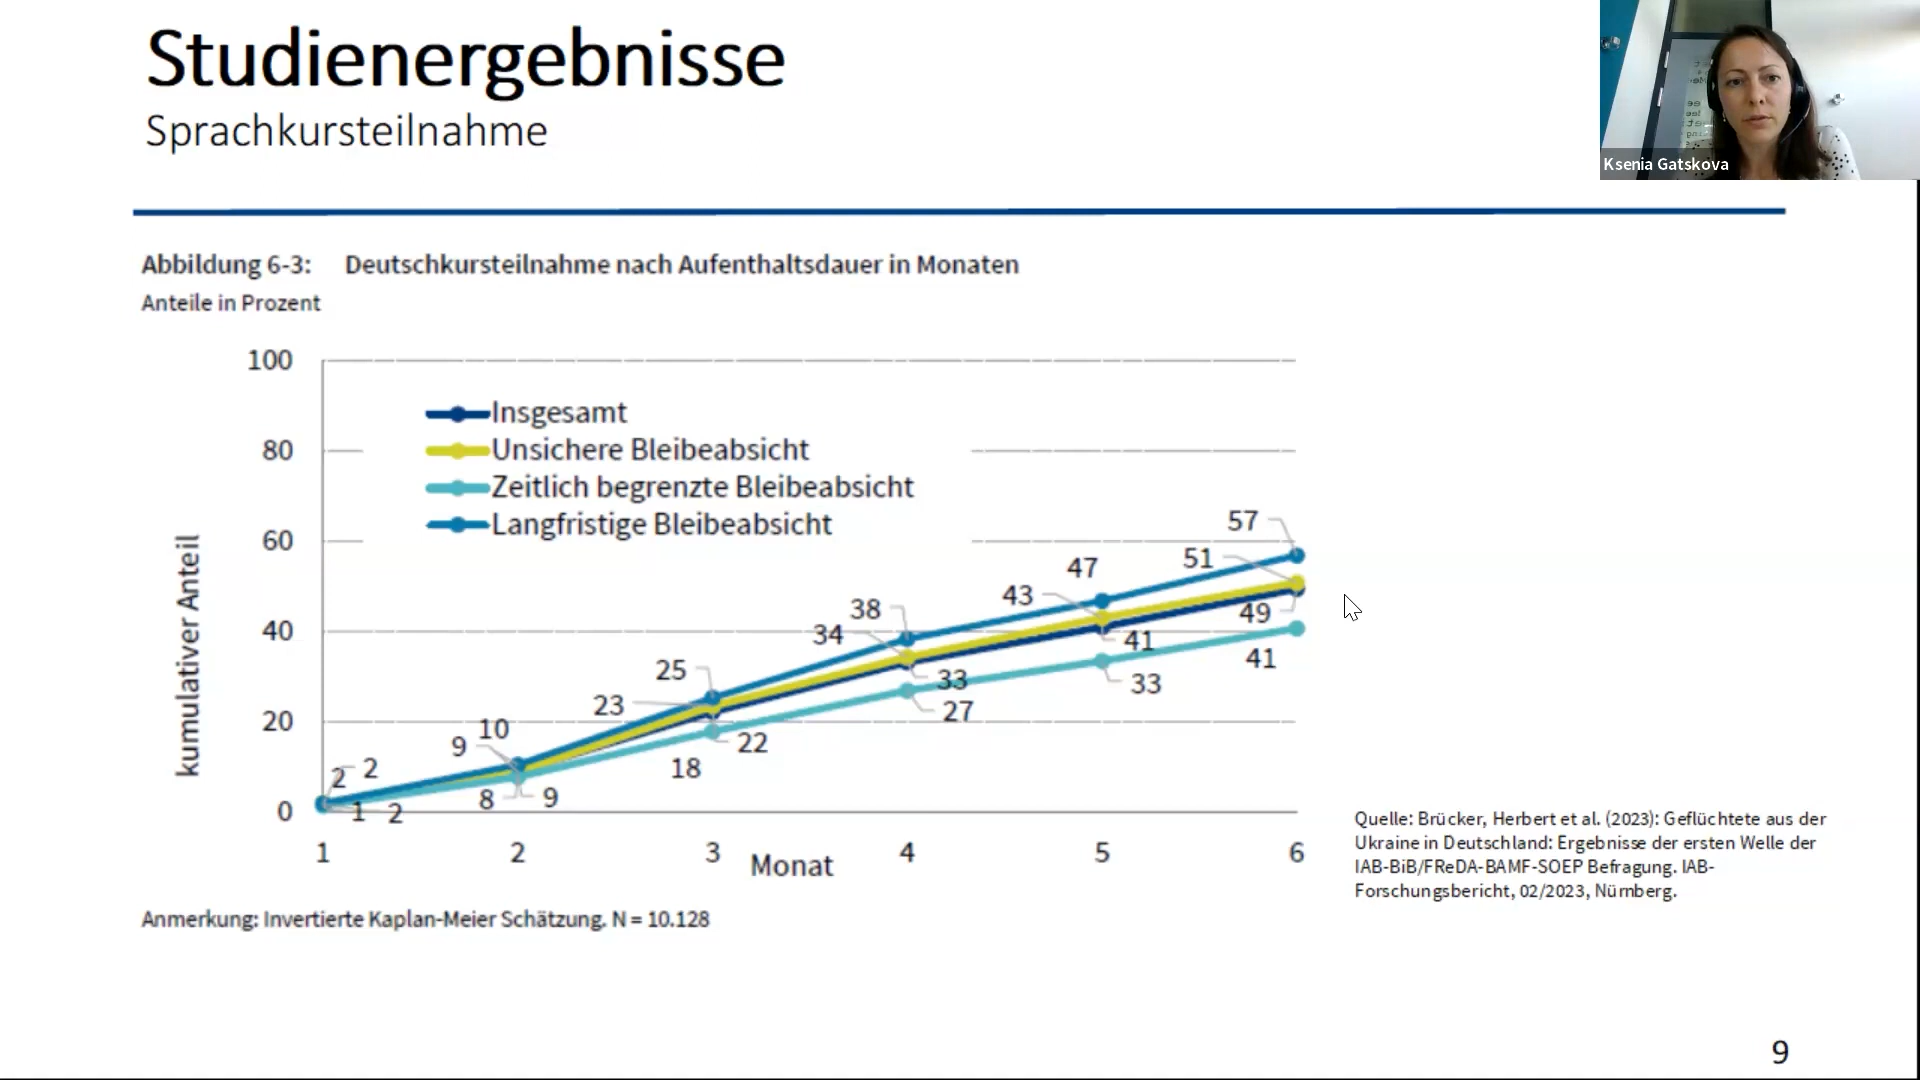 Studienergebnisse
Sprachkursteilnahme
Ksenia Gatskova
Abbildung 6-3: Deutschkursteilnahme nach Aufenthaltsdauer in Monaten
Anteile in Prozent
kumulativer Anteil
100
80
60
40
20
0
Insgesamt
Unsichere Bleibeabsicht
Zeitlich begrenzte Bleibeabsicht
Langfristige Bleibeabsicht
2 2
1 2
9 10
8 9
25
23
22
18
38
34
33
27
47
43
41
33
57
51
49
41
1 2 3 4 5 6
Monat
Anmerkung: Invertierte Kaplan-Meier Schätzung. N = 10.128
Quelle: Brücker, Herbert et al. (2023): Geflüchtete aus der
Ukraine in Deutschland: Ergebnisse der ersten Welle der
IAB-BiB/FReDA-BAMF-SOEP Befragung. IAB-
Forschungsbericht, 02/2023, Nürnberg.
9